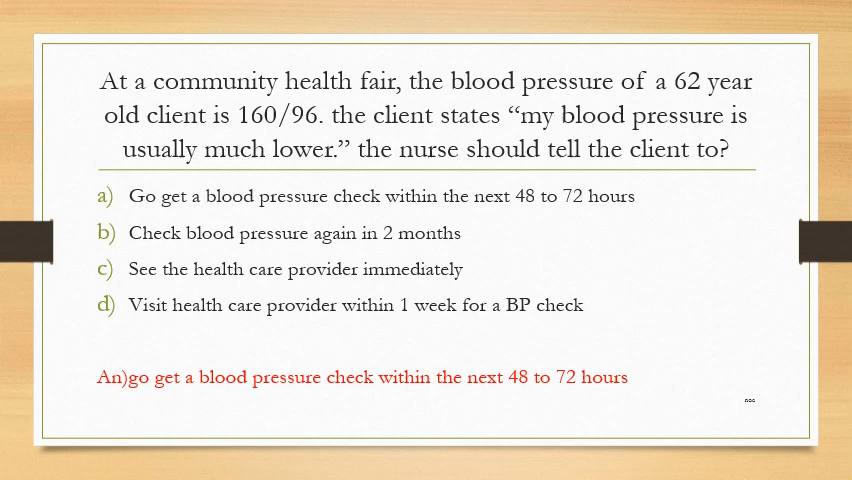 At a community health fair, the blood pressure of a 62 year
old client is 160/96. the client states “my blood pressure is
usually much lower.” the nurse should tell the client to?
a) Go get a blood pressure check within the next 48 to 72 hours
b) Check blood pressure again in 2 months
c) See the health care provider immediately
d) Visit health care provider within 1 week for a BP check
An)go get a blood pressure check within the next 48 to 72 hours